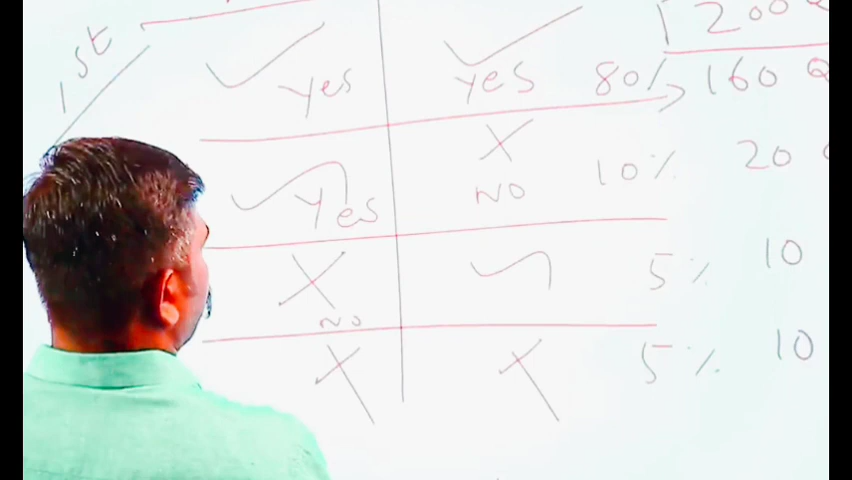 1st
200
Yes yes 80% 160 Q
Yes NO 10% 20
NO 5% 10
5% 10